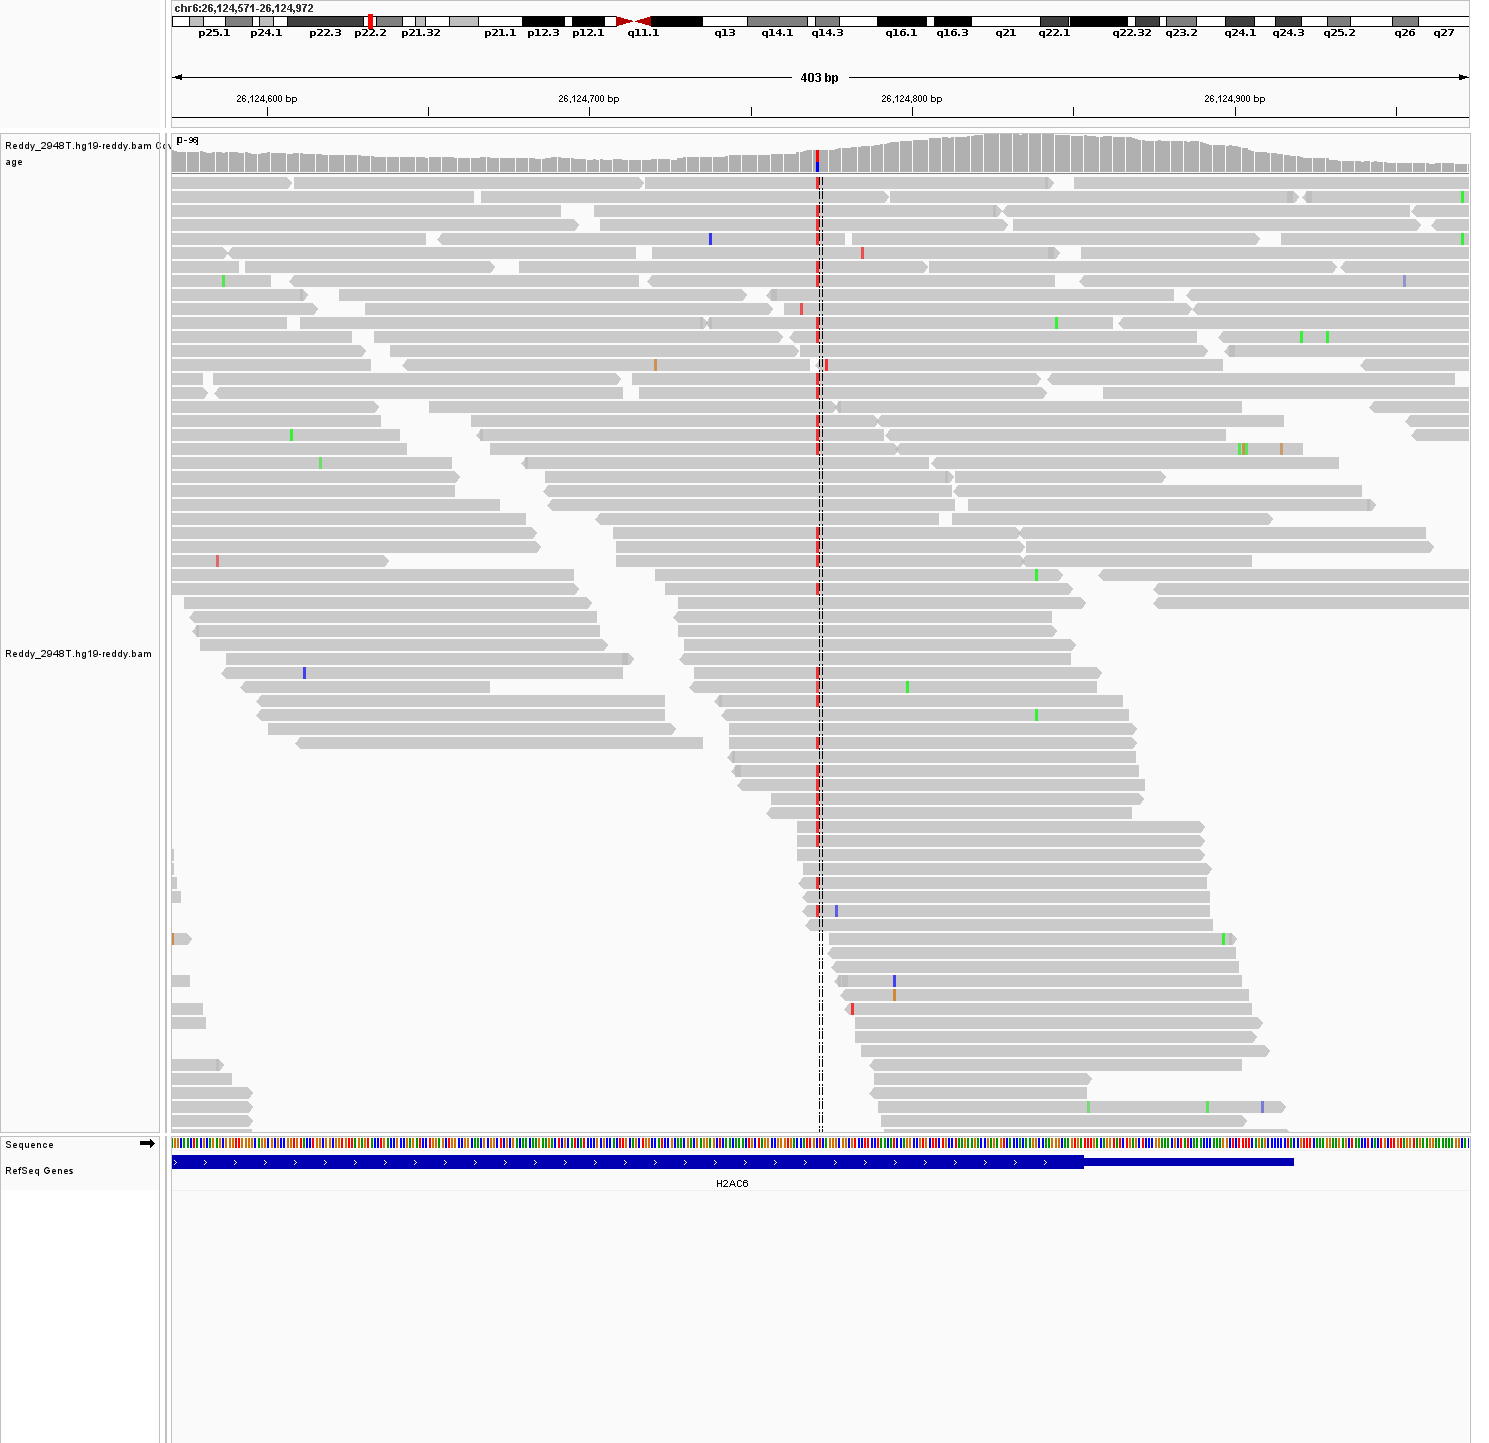 chr6:26,124,571-26,124,972
p25.1 p24.1 p22.3 p22.2 p21.32 p21.1 p12.3 p12.1 q11.1 q13 q14.1 q14.3 q16.1 q16.3 q21 q22.1 q22.32 q23.2 q24.1 q24.3 q25.2 q26 q27
403 bp
26,124,600 bp 26,124,700 bp 26,124,800 bp 26,124,900 bp
[0-96]
Reddy_2948T.hg19-reddy.bam Cov
age
Reddy_2948T.hg19-reddy.bam
Sequence
RefSeq Genes
H2AC6